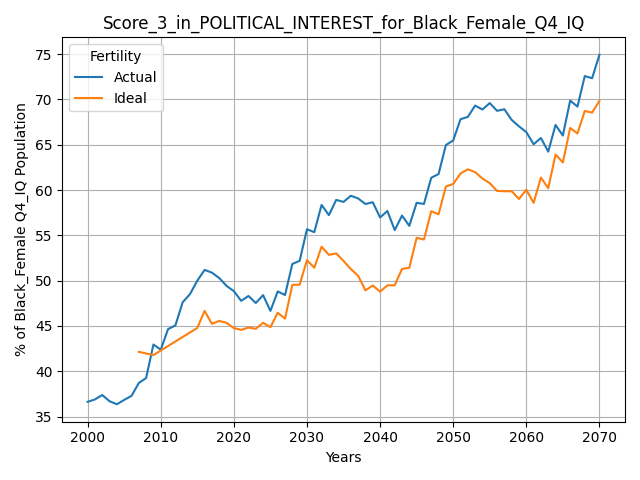 Score_3_in_POLITICAL_INTEREST_for_Black_Female_Q4_IQ
Fertility
Actual
Ideal
% of Black_Female Q4_IQ Population
75
70
65
60
55
50
45
40
35
2000 2010 2020 2030 2040 2050 2060 2070
Years